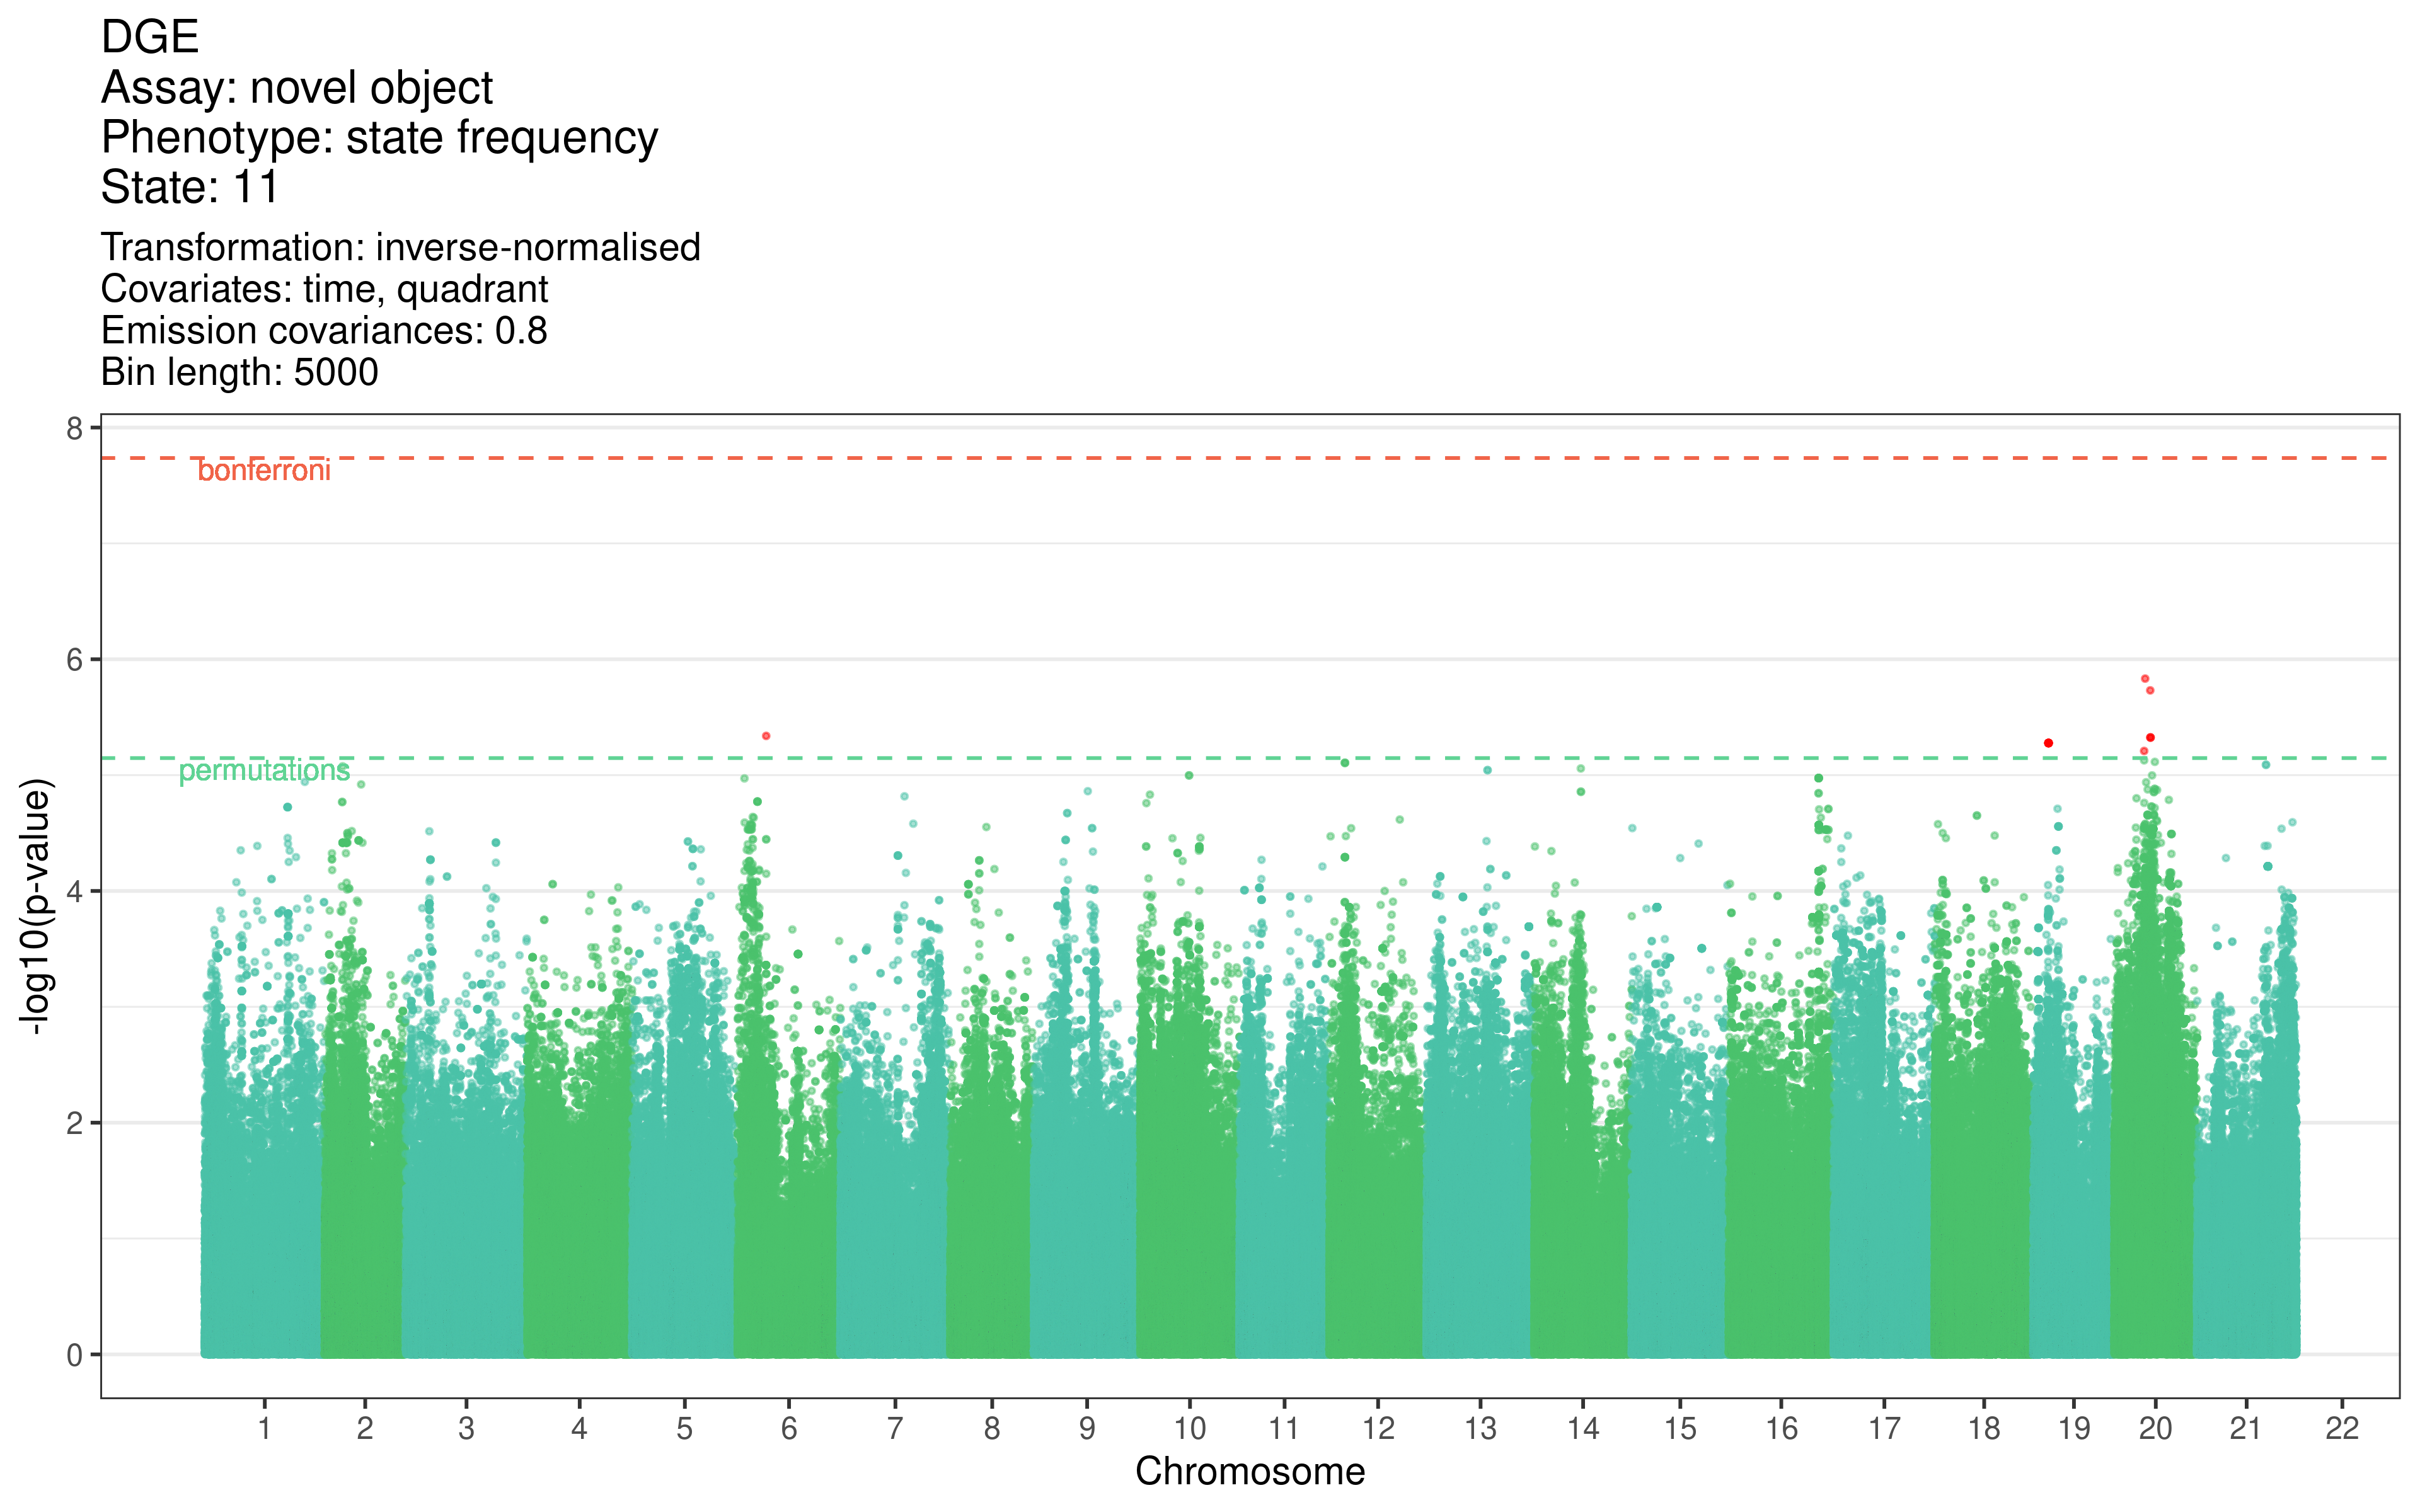 DGE
Assay: novel object
Phenotype: state frequency
State: 11
Transformation: inverse-normalised
Covariates: time, quadrant
Emission covariances: 0.8
Bin length: 5000
8
bonferroni
6
permutations
4
2
0
-log10(p-value)
1 2 3 4 5 6 7 8 9 10 11 12 13 14 15 16 17 18 19 20 21 22
Chromosome